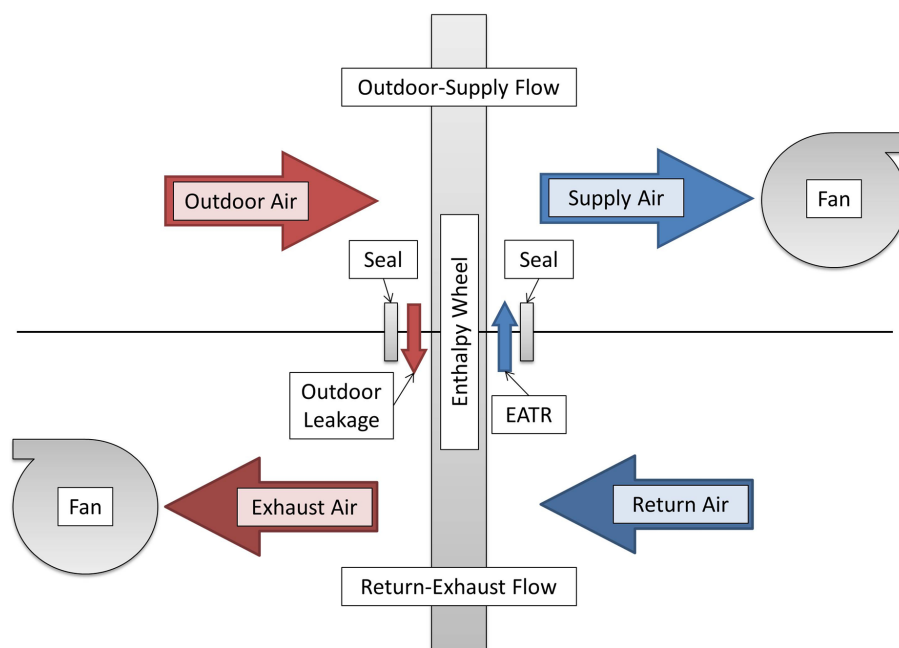 Outdoor-Supply Flow
Outdoor Air
Supply Air
Fan
Seal
Seal
Enthalpy Wheel
Outdoor
Leakage
EATR
Fan
Exhaust Air
Return Air
Return-Exhaust Flow